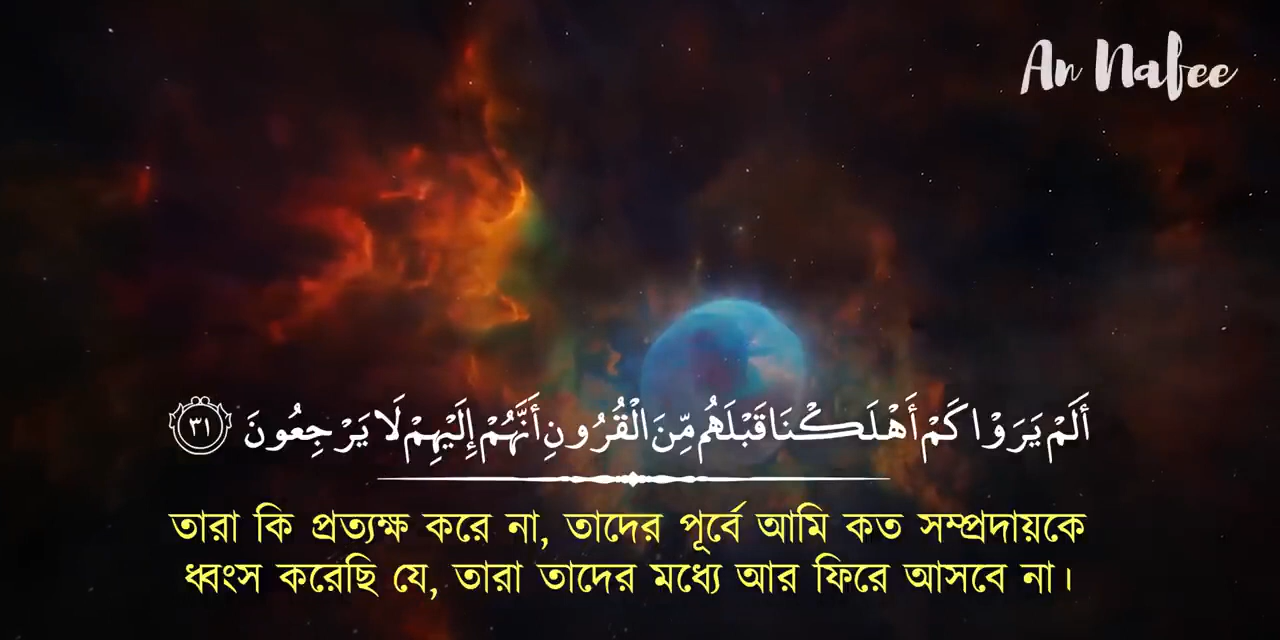 An Nafee
أَلَمْ يَرَوْا كَمْ أَهْلَكْنَا قَبْلَهُم مِّنَ الْقُرُونِ أَنَّهُمْ إِلَيْهِمْ لَا يَرْجِعُونَ ٣١
তারা কি প্রত্যক্ষ করে না, তাদের পূর্বে আমি কত সম্প্রদায়কে
ধ্বংস করেছি যে, তারা তাদের মধ্যে আর ফিরে আসবে না।